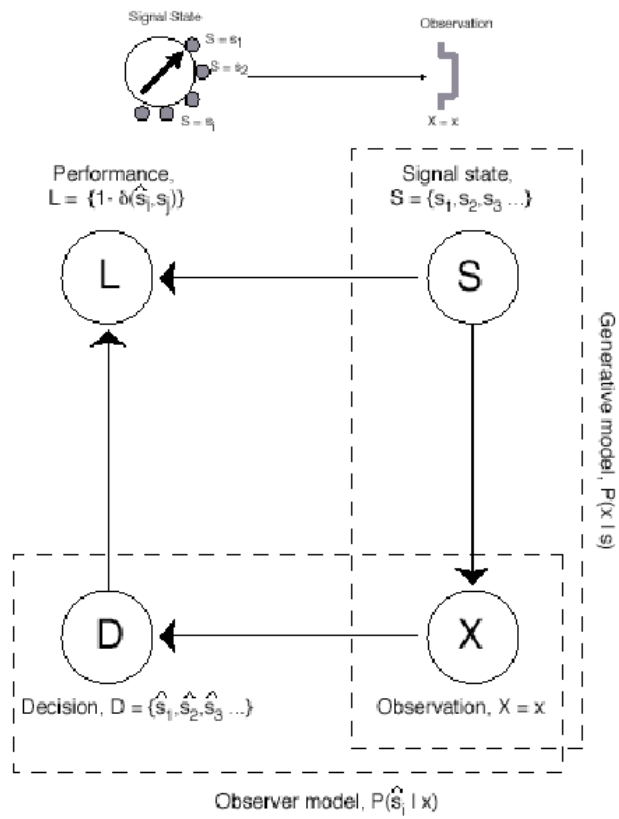 Signal State
S = s₁
S = s₂
S = sᵢ
Observation
X = x
Performance,
L = {1- δ(ŝᵢ,sⱼ)}
Signal state,
S = {s₁,s₂,s₃ ...}
L
S
Generative model, P(x | s)
D
X
Decision, D = {ŝ₁,ŝ₂,ŝ₃ ...}
Observation, X = x
Observer model, P(ŝᵢ | x)